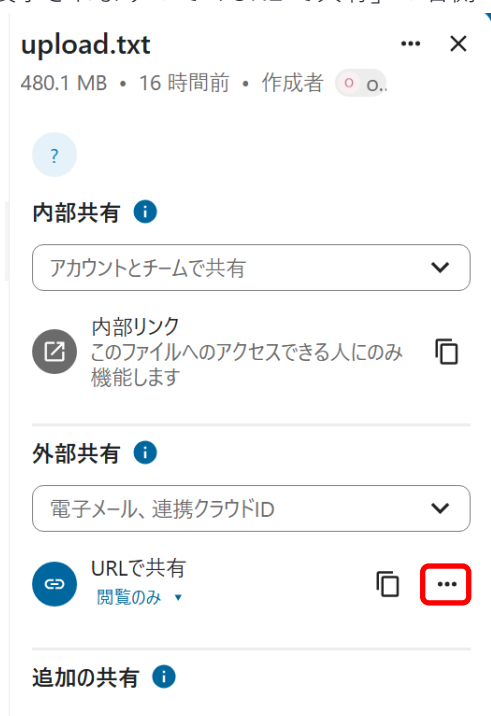 upload.txt
480.1 MB • 16 時間前 • 作成者 o o..
?
内部共有
アカウントとチームで共有
内部リンク
このファイルへのアクセスできる人にのみ
機能します
外部共有
電子メール、連携クラウドID
URLで共有
閲覧のみ
追加の共有